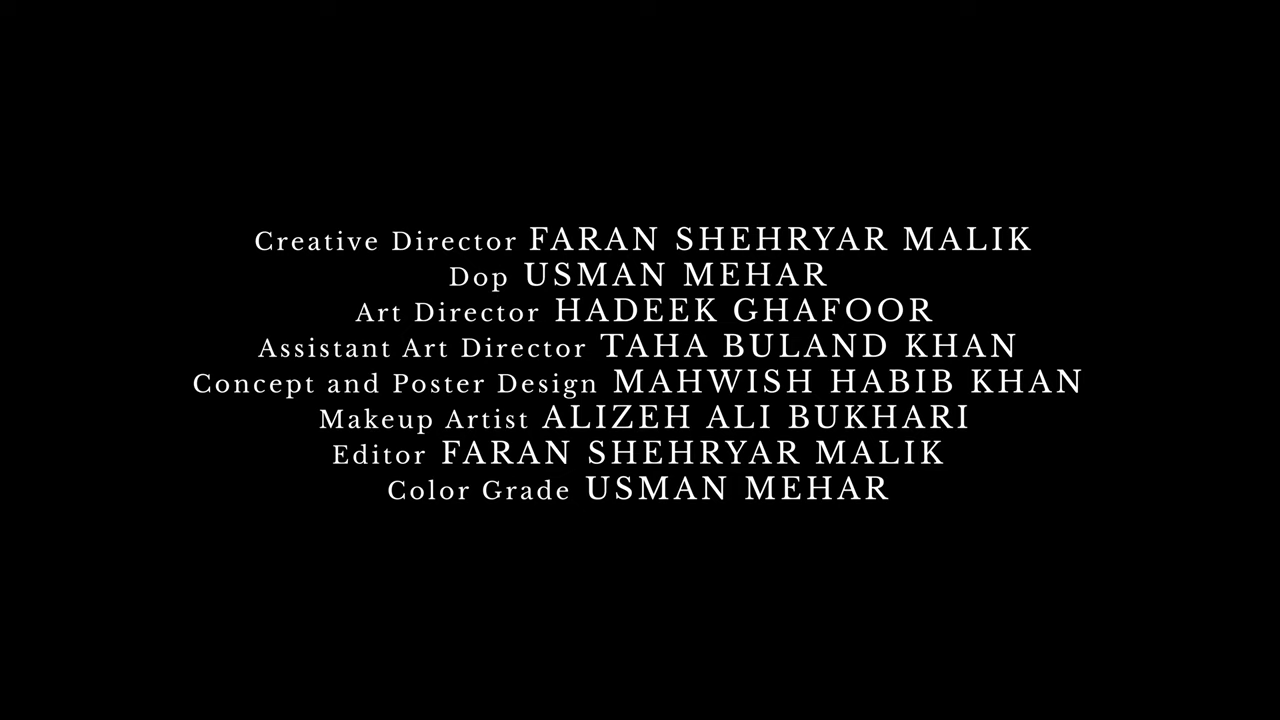 Creative Director FARAN SHEHRYAR MALIK
Dop USMAN MEHAR
Art Director HADEEK GHAFOOR
Assistant Art Director TAHA BULAND KHAN
Concept and Poster Design MAHWISH HABIB KHAN
Makeup Artist ALIZEH ALI BUKHARI
Editor FARAN SHEHRYAR MALIK
Color Grade USMAN MEHAR